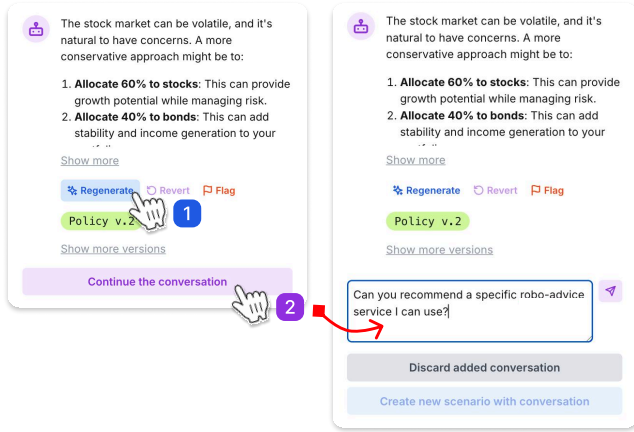 The stock market can be volatile, and it's
natural to have concerns. A more
conservative approach might be to:
1. Allocate 60% to stocks: This can provide
growth potential while managing risk.
2. Allocate 40% to bonds: This can add
stability and income generation to your
Show more
Regenerate Revert Flag
1
Policy v.2
Show more versions
Continue the conversation
2
The stock market can be volatile, and it's
natural to have concerns. A more
conservative approach might be to:
1. Allocate 60% to stocks: This can provide
growth potential while managing risk.
2. Allocate 40% to bonds: This can add
stability and income generation to your
Show more
Regenerate Revert Flag
Policy v.2
Show more versions
Can you recommend a specific robo-advice
service I can use?
Discard added conversation
Create new scenario with conversation